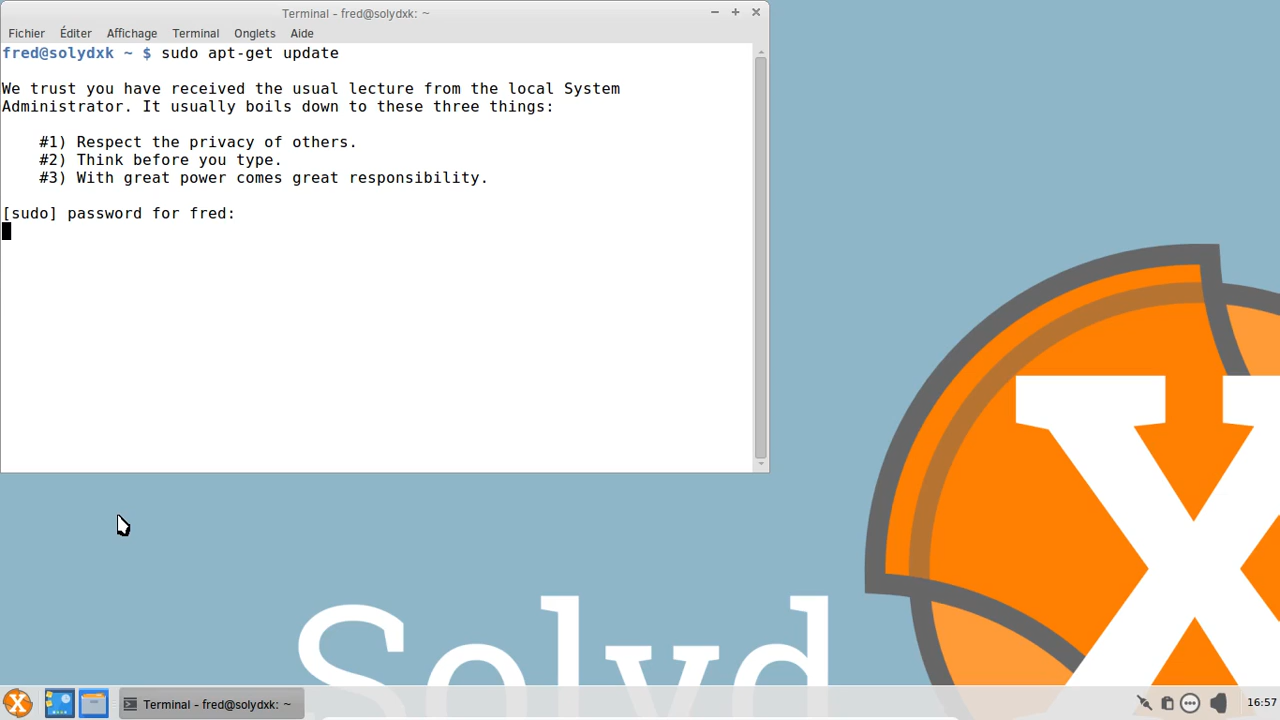 Terminal - fred@solydxk: ~
Fichier Éditer Affichage Terminal Onglets Aide
fred@solydxk ~ $ sudo apt-get update
We trust you have received the usual lecture from the local System
Administrator. It usually boils down to these three things:
#1) Respect the privacy of others.
#2) Think before you type.
#3) With great power comes great responsibility.
[sudo] password for fred:
X
Solyd
Terminal - fred@solydxk: ~
16:57